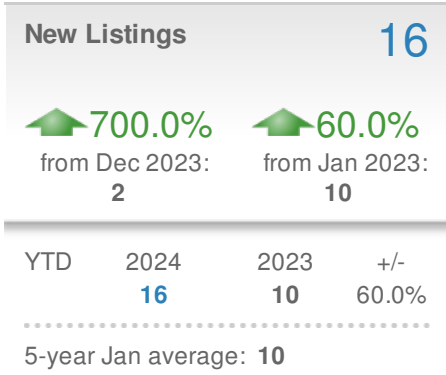 New Listings 16
700.0% 60.0%
from Dec 2023: from Jan 2023:
2 10
YTD 2024 2023 +/-
16 10 60.0%
5-year Jan average: 10